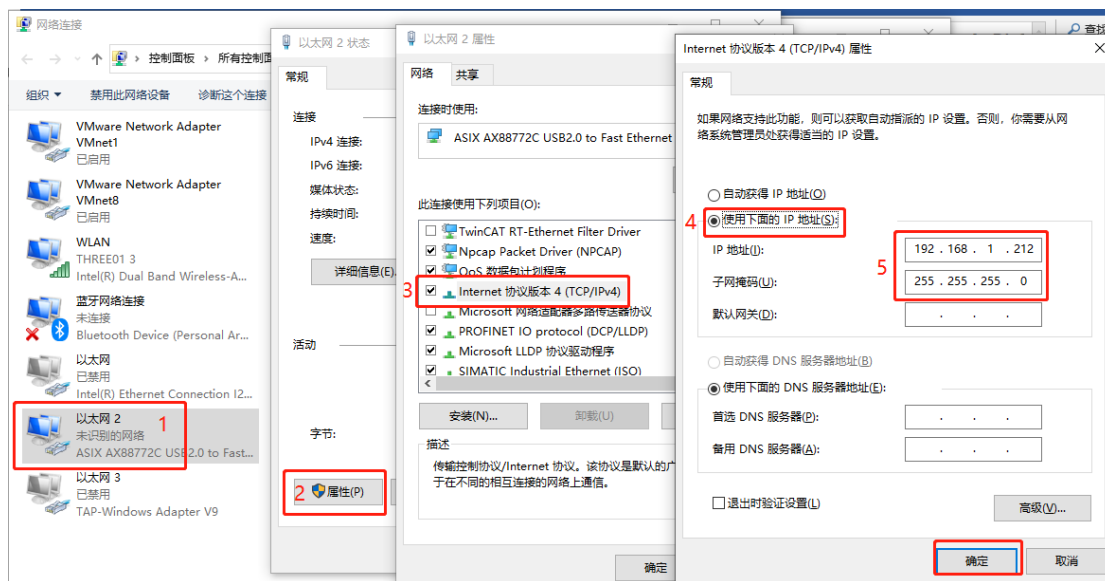 网络连接
控制面板 › 所有控制面
组织
禁用此网络设备
诊断这个连接
VMware Network Adapter
VMnet1
已启用
VMware Network Adapter
VMnet8
已启用
WLAN
THREE01 3
Intel(R) Dual Band Wireless-A...
蓝牙网络连接
未连接
Bluetooth Device (Personal Ar...
以太网
已禁用
Intel(R) Ethernet Connection I2...
以太网 2
未识别的网络
ASIX AX88772C USB2.0 to Fast...
1
以太网 3
已禁用
TAP-Windows Adapter V9
以太网 2 状态
常规
连接
IPv4 连接:
IPv6 连接:
媒体状态:
持续时间:
速度:
详细信息(E)
活动
字节:
2
属性(P)
以太网 2 属性
网络
共享
连接时使用:
ASIX AX88772C USB2.0 to Fast Ethernet
此连接使用下列项目(O):
TwinCAT RT-Ethernet Filter Driver
Npcap Packet Driver (NPCAP)
QoS 数据包计划程序
3
Internet 协议版本 4 (TCP/IPv4)
Microsoft 网络适配器多路传送器协议
PROFINET IO protocol (DCP/LLDP)
Microsoft LLDP 协议驱动程序
SIMATIC Industrial Ethernet (ISO)
安装(N)...
卸载(U)
描述
传输控制协议/Internet 协议。该协议是默认的广
于在不同的相互连接的网络上通信。
确定
查找
Internet 协议版本 4 (TCP/IPv4) 属性
常规
如果网络支持此功能，则可以获取自动指派的 IP 设置。否则，你需要从网
络系统管理员处获得适当的 IP 设置。
自动获得 IP 地址(O)
4
使用下面的 IP 地址(S):
IP 地址(I):
192 . 168 . 1 . 212
5
子网掩码(U):
255 . 255 . 255 . 0
默认网关(D):
. . .
自动获得 DNS 服务器地址(B)
使用下面的 DNS 服务器地址(E):
首选 DNS 服务器(P):
. . .
备用 DNS 服务器(A):
. . .
退出时验证设置(L)
高级(V)...
确定
取消